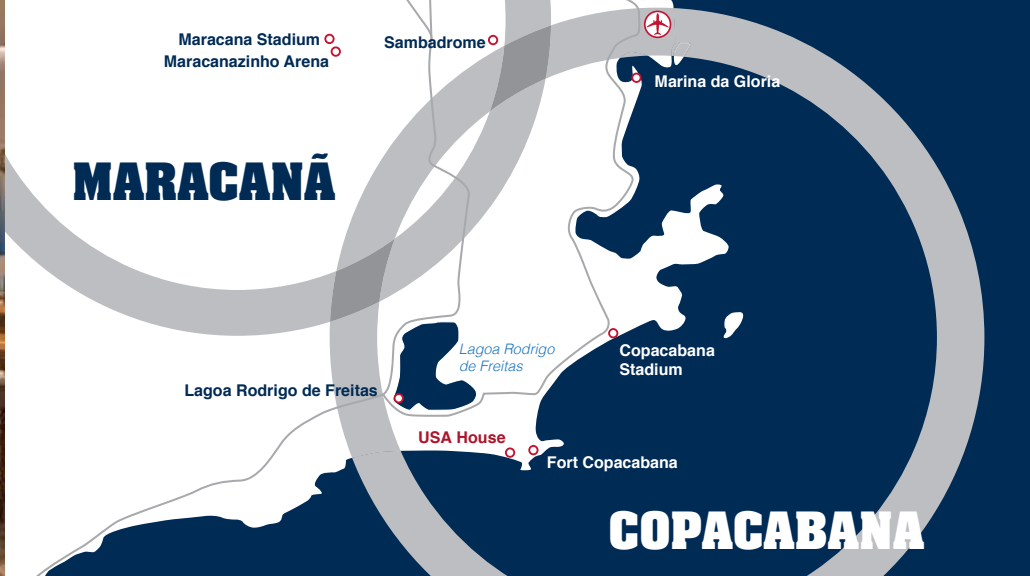 Maracana Stadium
Maracanazinho Arena
Sambadrome
Marina da Gloria
MARACANÃ
Lagoa Rodrigo
de Freitas
Copacabana
Stadium
Lagoa Rodrigo de Freitas
USA House
Fort Copacabana
COPACABANA